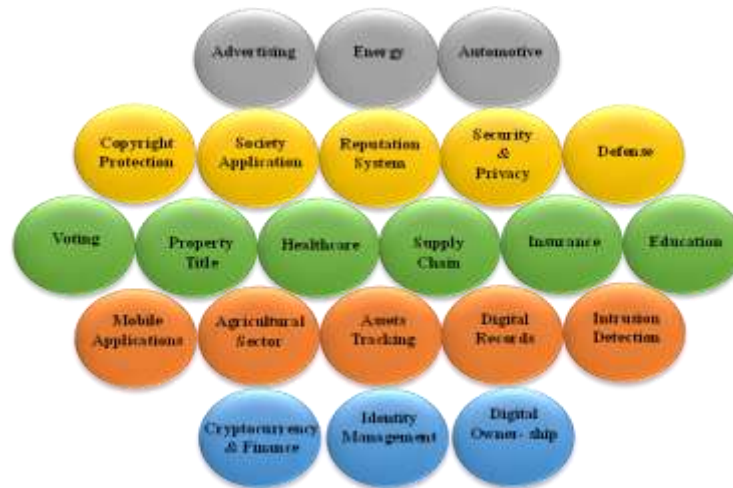 Advertising
Energy
Automotive
Copyright
Protection
Society
Application
Reputation
System
Security
&
Privacy
Defense
Voting
Property
Title
Healthcare
Supply
Chain
Insurance
Education
Mobile
Applications
Agricultural
Sector
Assets
Tracking
Digital
Records
Intrusion
Detection
Cryptocurrency
& Finance
Identity
Management
Digital
Owner- ship